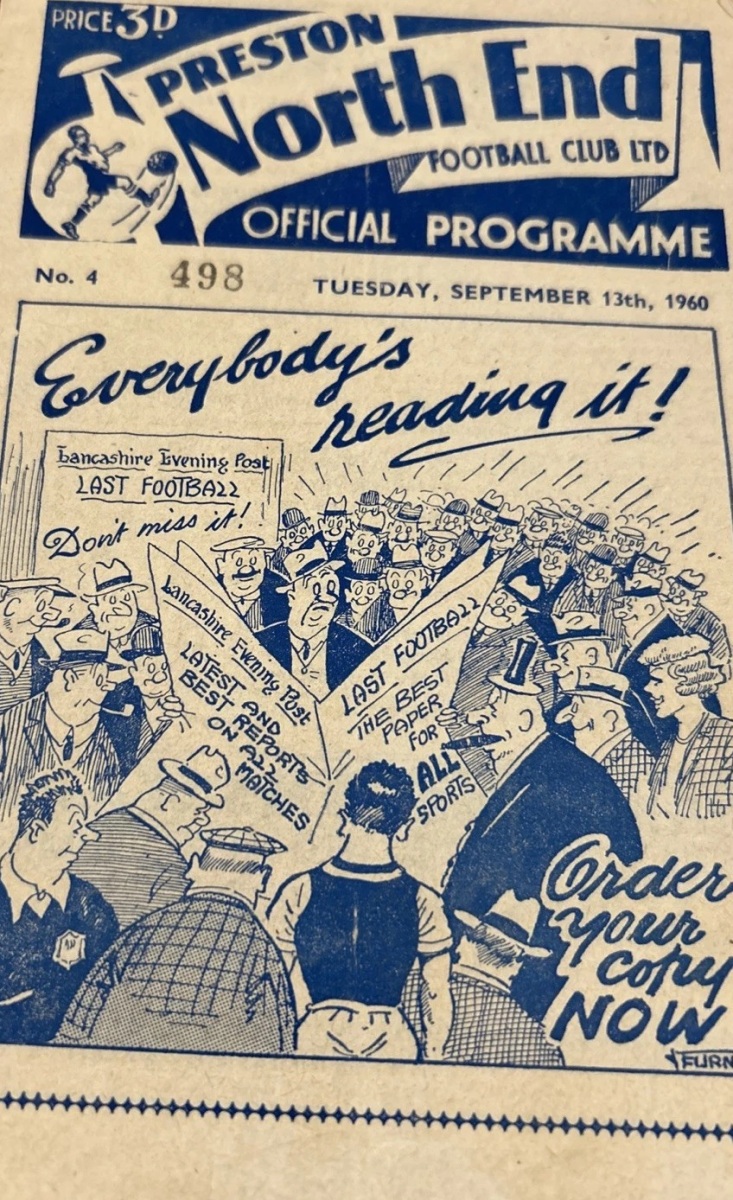 PRICE 3D
PRESTON
North End
FOOTBALL CLUB LTD
OFFICIAL PROGRAMME
No. 4 498 TUESDAY, SEPTEMBER 13th, 1960
Everybody's
reading it!
Lancashire Evening Post
LAST FOOTBALL
Don't miss it!
Lancashire Evening Post
LATEST AND
BEST REPORTS
ON ALL
MATCHES
LAST FOOTBALL
THE BEST
PAPER
FOR
ALL
SPORTS
Order
your
copy
NOW
FURN